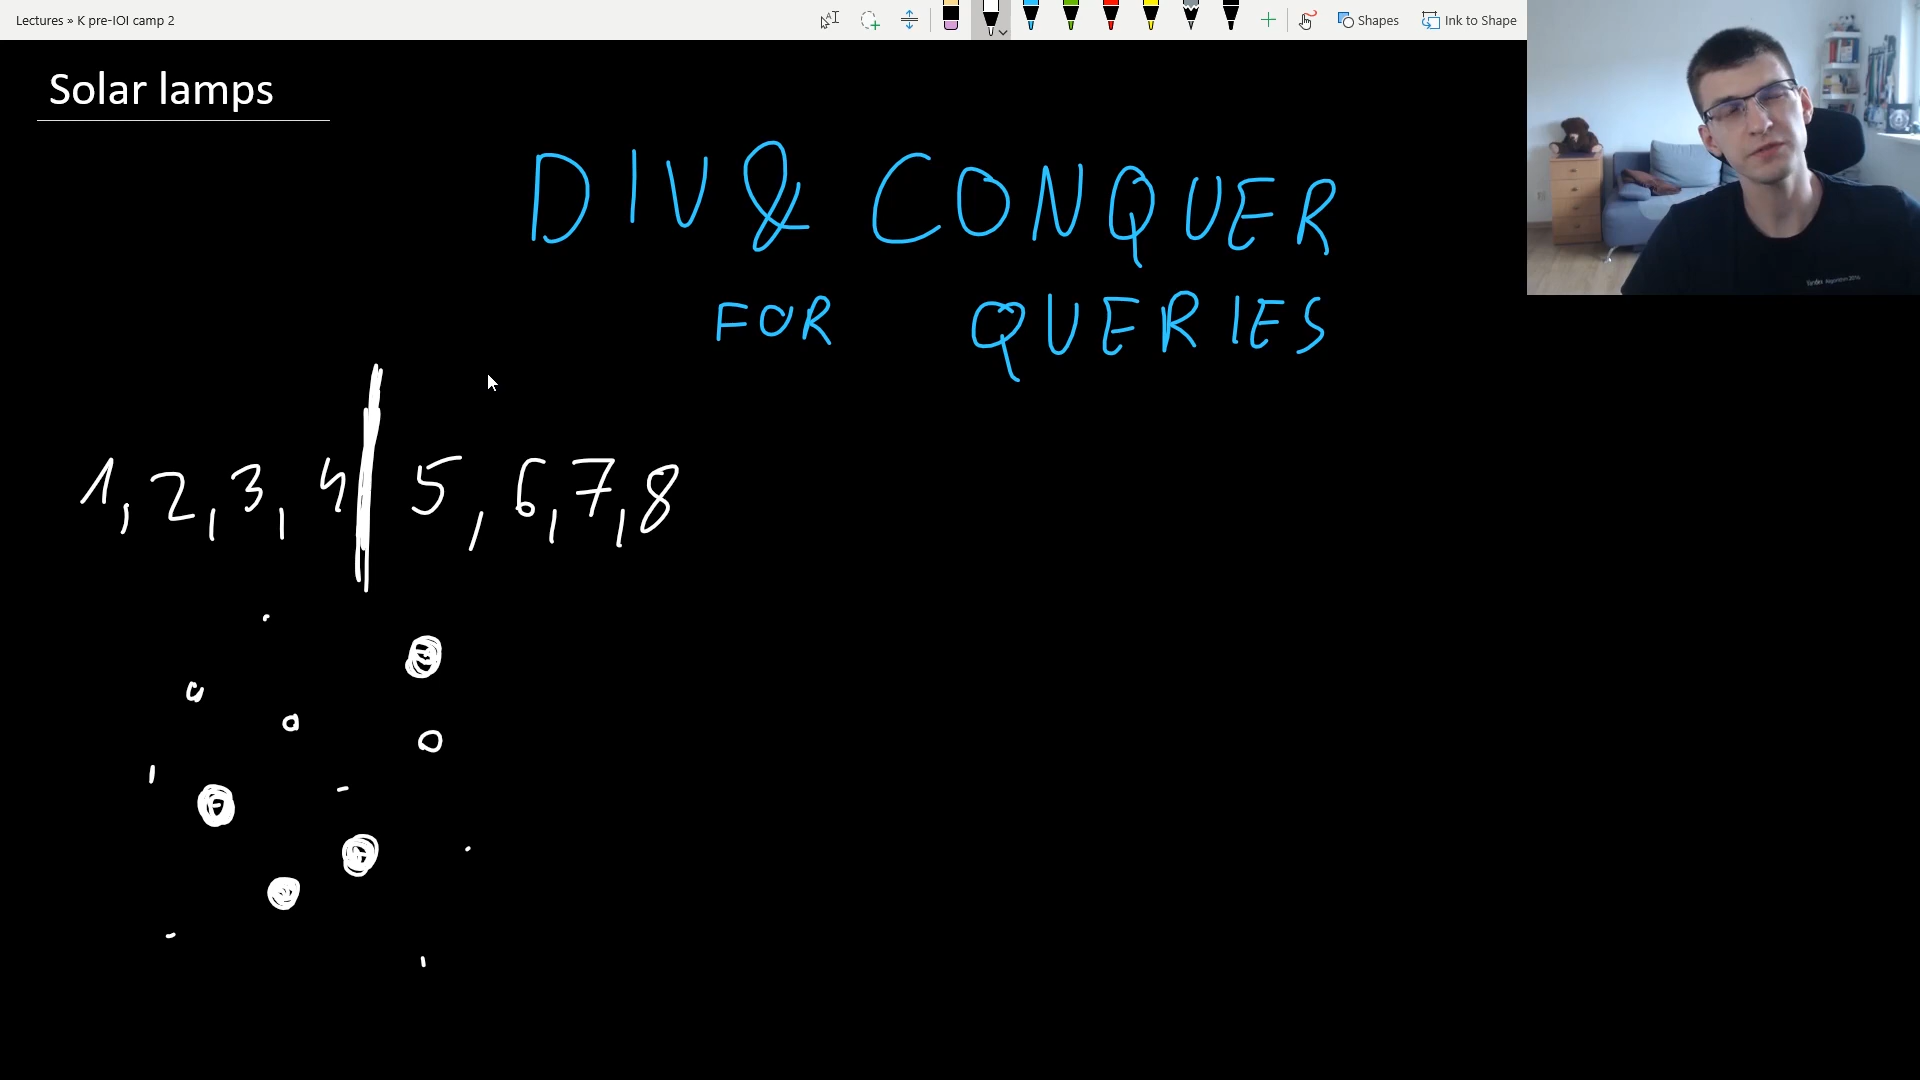 Lectures » K pre-IOI camp 2
Shapes
Ink to Shape
Solar lamps
DIV & CONQUER
FOR QUERIES
1, 2, 3, 4 | 5, 6, 7, 8